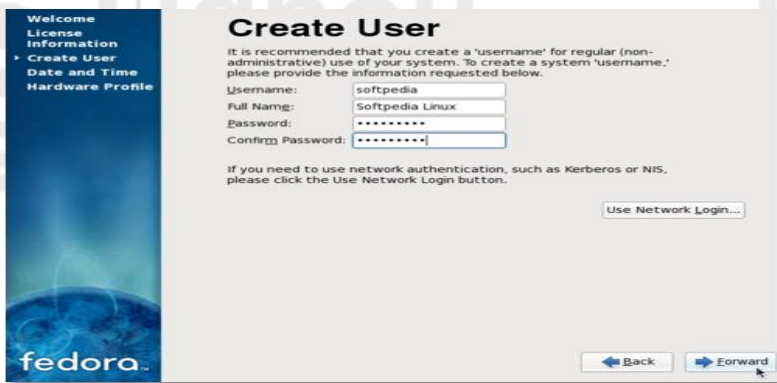 Welcome
License
Information
Create User
Date and Time
Hardware Profile
Create User
It is recommended that you create a 'username' for regular (non-
administrative) use of your system. To create a system 'username,'
please provide the information requested below.
Username: softpedia
Full Name: Softpedia Linux
Password: •••••••••
Confirm Password: •••••••••
If you need to use network authentication, such as Kerberos or NIS,
please click the Use Network Login button.
Use Network Login...
fedora™
Back
Forward